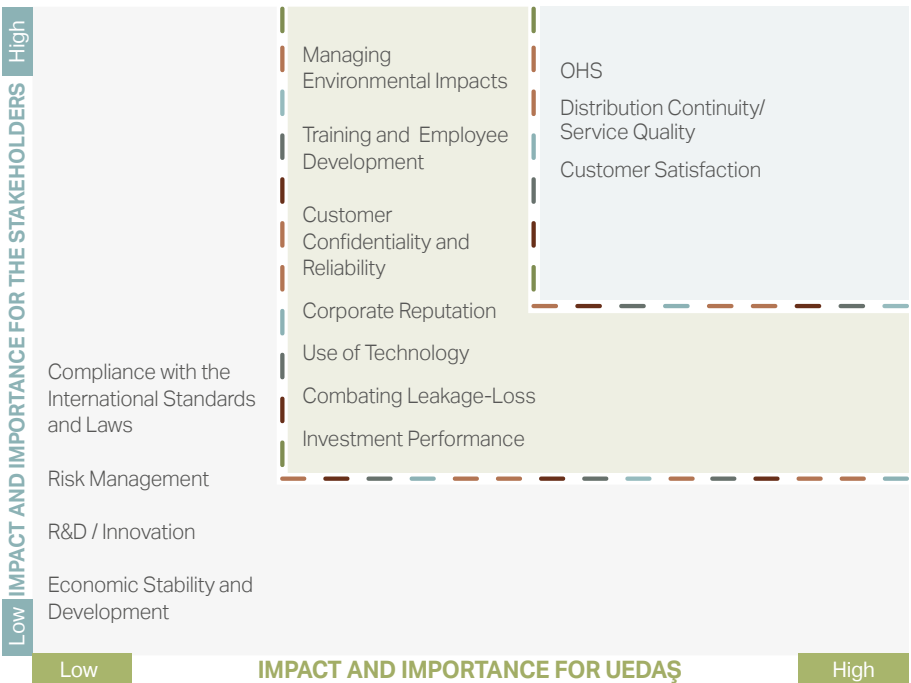 High
IMPACT AND IMPORTANCE FOR THE STAKEHOLDERS
Low
Managing
Environmental Impacts
Training and Employee
Development
Customer
Confidentiality and
Reliability
Corporate Reputation
Use of Technology
Combating Leakage-Loss
Investment Performance
OHS
Distribution Continuity/
Service Quality
Customer Satisfaction
Compliance with the
International Standards
and Laws
Risk Management
R&D / Innovation
Economic Stability and
Development
Low
IMPACT AND IMPORTANCE FOR UEDAŞ
High